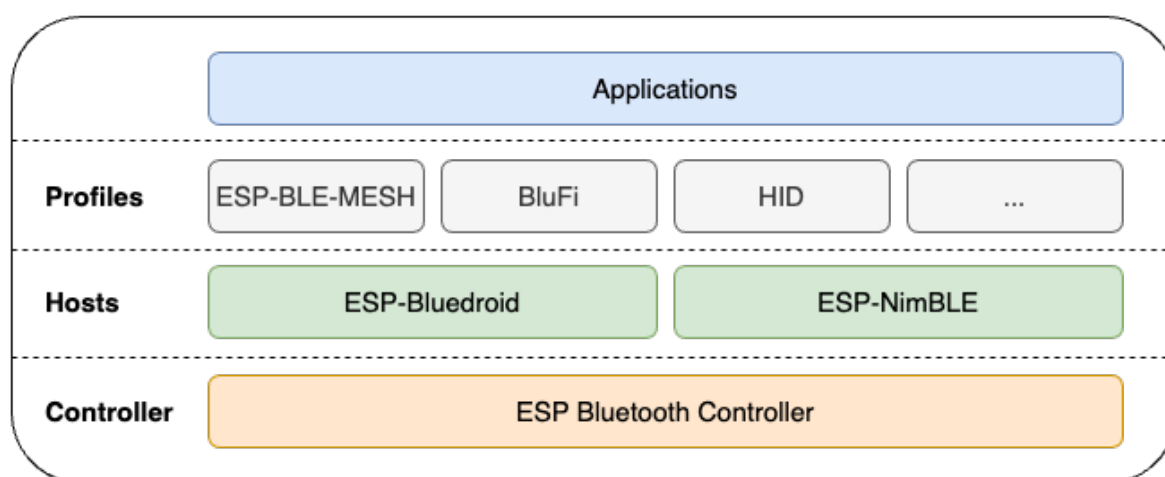 Applications
Profiles ESP-BLE-MESH BluFi HID ...
Hosts ESP-Bluedroid ESP-NimBLE
Controller ESP Bluetooth Controller